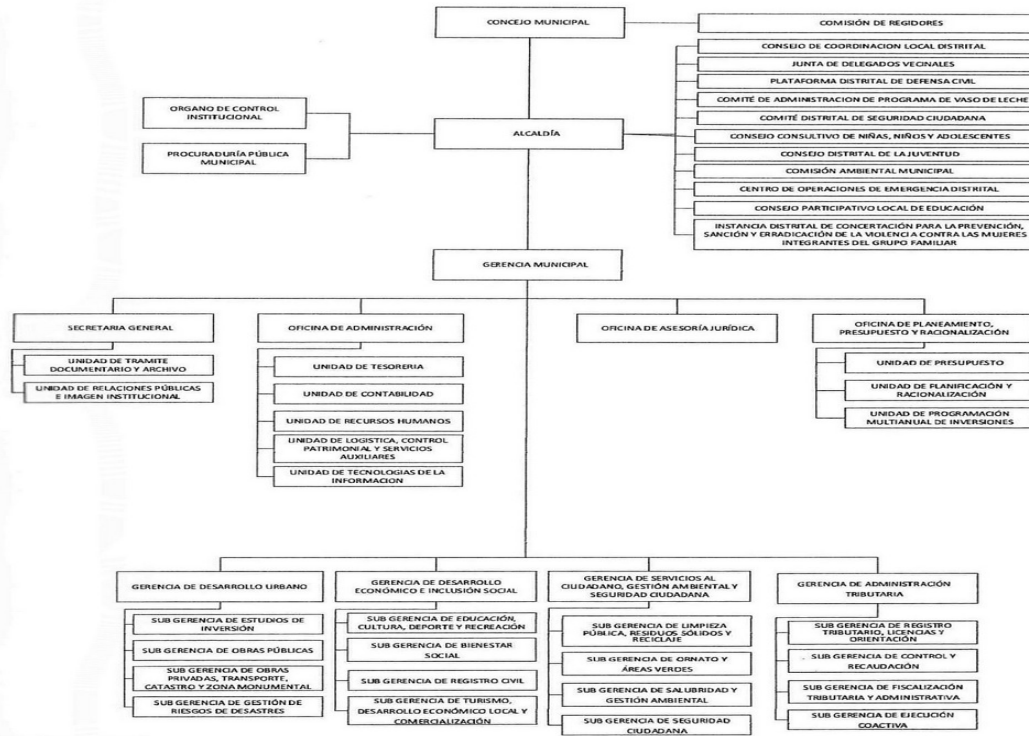 CONCEJO MUNICIPAL
COMISIÓN DE REGIDORES
CONSEJO DE COORDINACION LOCAL DISTRITAL
JUNTA DE DELEGADOS VECINALES
PLATAFORMA DISTRITAL DE DEFENSA CIVIL
COMITÉ DE ADMINISTRACION DE PROGRAMA DE VASO DE LECHE
COMITÉ DISTRITAL DE SEGURIDAD CIUDADANA
CONSEJO CONSULTIVO DE NIÑAS, NIÑOS Y ADOLESCENTES
CONSEJO DISTRITAL DE LA JUVENTUD
COMISIÓN AMBIENTAL MUNICIPAL
CENTRO DE OPERACIONES DE EMERGENCIA DISTRITAL
CONSEJO PARTICIPATIVO LOCAL DE EDUCACIÓN
INSTANCIA DISTRITAL DE CONCERTACIÓN PARA LA PREVENCIÓN,
SANCIÓN Y ERRADICACIÓN DE LA VIOLENCIA CONTRA LAS MUJERES
INTEGRANTES DEL GRUPO FAMILIAR
ORGANO DE CONTROL
INSTITUCIONAL
PROCURADURÍA PÚBLICA
MUNICIPAL
ALCALDÍA
GERENCIA MUNICIPAL
SECRETARIA GENERAL
UNIDAD DE TRAMITE
DOCUMENTARIO Y ARCHIVO
UNIDAD DE RELACIONES PÚBLICAS
E IMAGEN INSTITUCIONAL
OFICINA DE ADMINISTRACIÓN
UNIDAD DE TESORERIA
UNIDAD DE CONTABILIDAD
UNIDAD DE RECURSOS HUMANOS
UNIDAD DE LOGISTICA, CONTROL
PATRIMONIAL Y SERVICIOS
AUXILIARES
UNIDAD DE TECNOLOGIAS DE LA
INFORMACION
OFICINA DE ASESORÍA JURÍDICA
OFICINA DE PLANEAMIENTO,
PRESUPUESTO Y RACIONALIZACIÓN
UNIDAD DE PRESUPUESTO
UNIDAD DE PLANIFICACIÓN Y
RACIONALIZACIÓN
UNIDAD DE PROGRAMACIÓN
MULTIANUAL DE INVERSIONES
GERENCIA DE DESARROLLO URBANO
SUB GERENCIA DE ESTUDIOS DE
INVERSIÓN
SUB GERENCIA DE OBRAS PÚBLICAS
SUB GERENCIA DE OBRAS
PRIVADAS, TRANSPORTE,
CATASTRO Y ZONA MONUMENTAL
SUB GERENCIA DE GESTIÓN DE
RIESGOS DE DESASTRES
GERENCIA DE DESARROLLO
ECONÓMICO E INCLUSIÓN SOCIAL
SUB GERENCIA DE EDUCACIÓN,
CULTURA, DEPORTE Y RECREACIÓN
SUB GERENCIA DE BIENESTAR
SOCIAL
SUB GERENCIA DE REGISTRO CIVIL
SUB GERENCIA DE TURISMO,
DESARROLLO ECONÓMICO LOCAL Y
COMERCIALIZACIÓN
GERENCIA DE SERVICIOS AL
CIUDADANO, GESTIÓN AMBIENTAL Y
SEGURIDAD CIUDADANA
SUB GERENCIA DE LIMPIEZA
PÚBLICA, RESIDUOS SÓLIDOS Y
RECICLAJE
SUB GERENCIA DE ORNATO Y
ÁREAS VERDES
SUB GERENCIA DE SALUBRIDAD Y
GESTIÓN AMBIENTAL
SUB GERENCIA DE SEGURIDAD
CIUDADANA
GERENCIA DE ADMINISTRACIÓN
TRIBUTARIA
SUB GERENCIA DE REGISTRO
TRIBUTARIO, LICENCIAS Y
ORIENTACIÓN
SUB GERENCIA DE CONTROL Y
RECAUDACIÓN
SUB GERENCIA DE FISCALIZACIÓN
TRIBUTARIA Y ADMINISTRATIVA
SUB GERENCIA DE EJECUCIÓN
COACTIVA